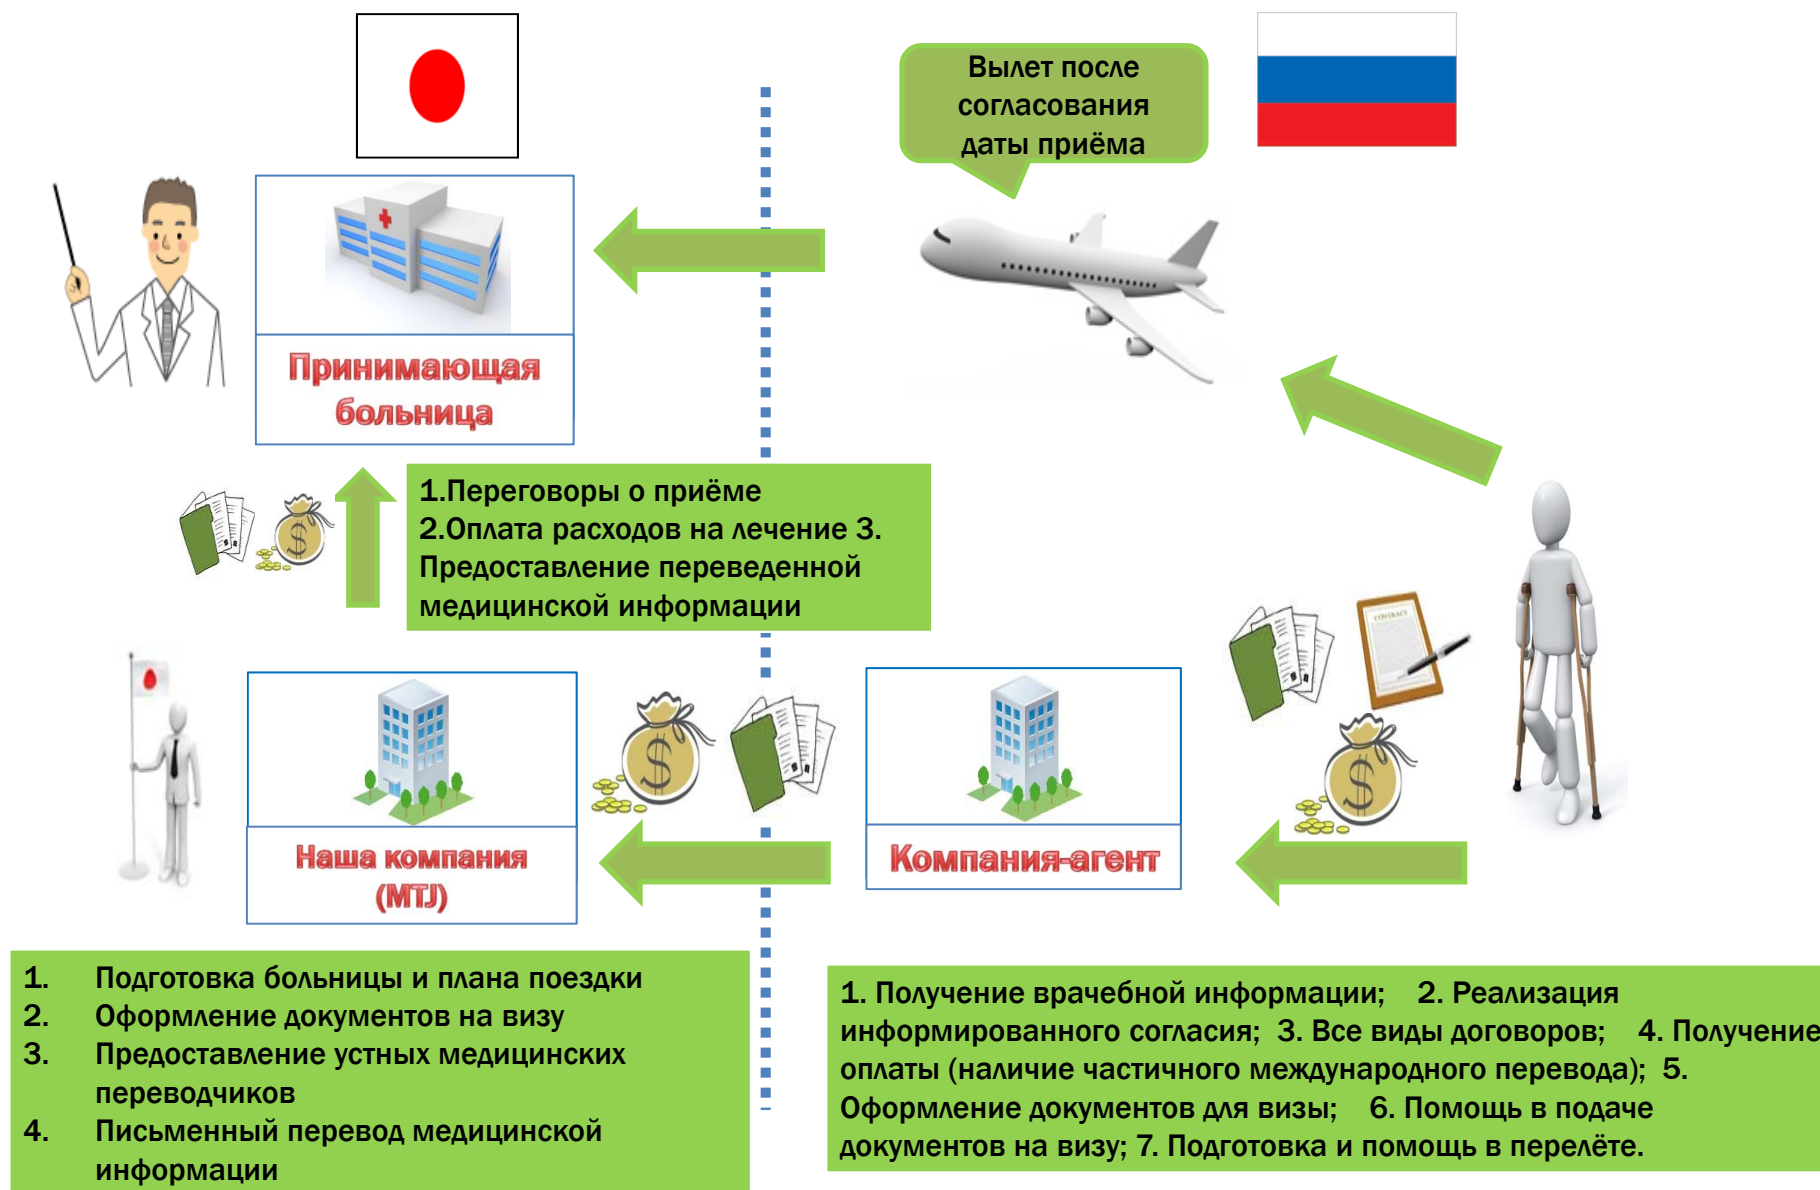 Вылет после
согласования
даты приёма
Принимающая
больница
1.Переговоры о приёме
2.Оплата расходов на лечение 3.
Предоставление переведенной
медицинской информации
CONTRACT
Наша компания
(MTJ)
Компания-агент
1. Подготовка больницы и плана поездки
2. Оформление документов на визу
3. Предоставление устных медицинских
переводчиков
4. Письменный перевод медицинской
информации
1. Получение врачебной информации; 2. Реализация
информированного согласия; 3. Все виды договоров; 4. Получение
оплаты (наличие частичного международного перевода); 5.
Оформление документов для визы; 6. Помощь в подаче
документов на визу; 7. Подготовка и помощь в перелёте.